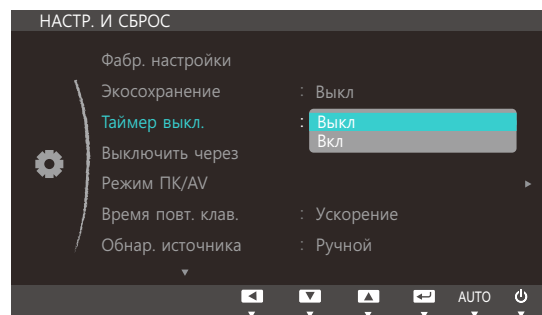 НАСТР. И СБРОС
Фабр. настройки
Экосохранение : Выкл
Таймер выкл. : Выкл
Вкл
Выключить через
Режим ПК/AV
Время повт. клав. : Ускорение
Обнар. источника : Ручной
AUTO